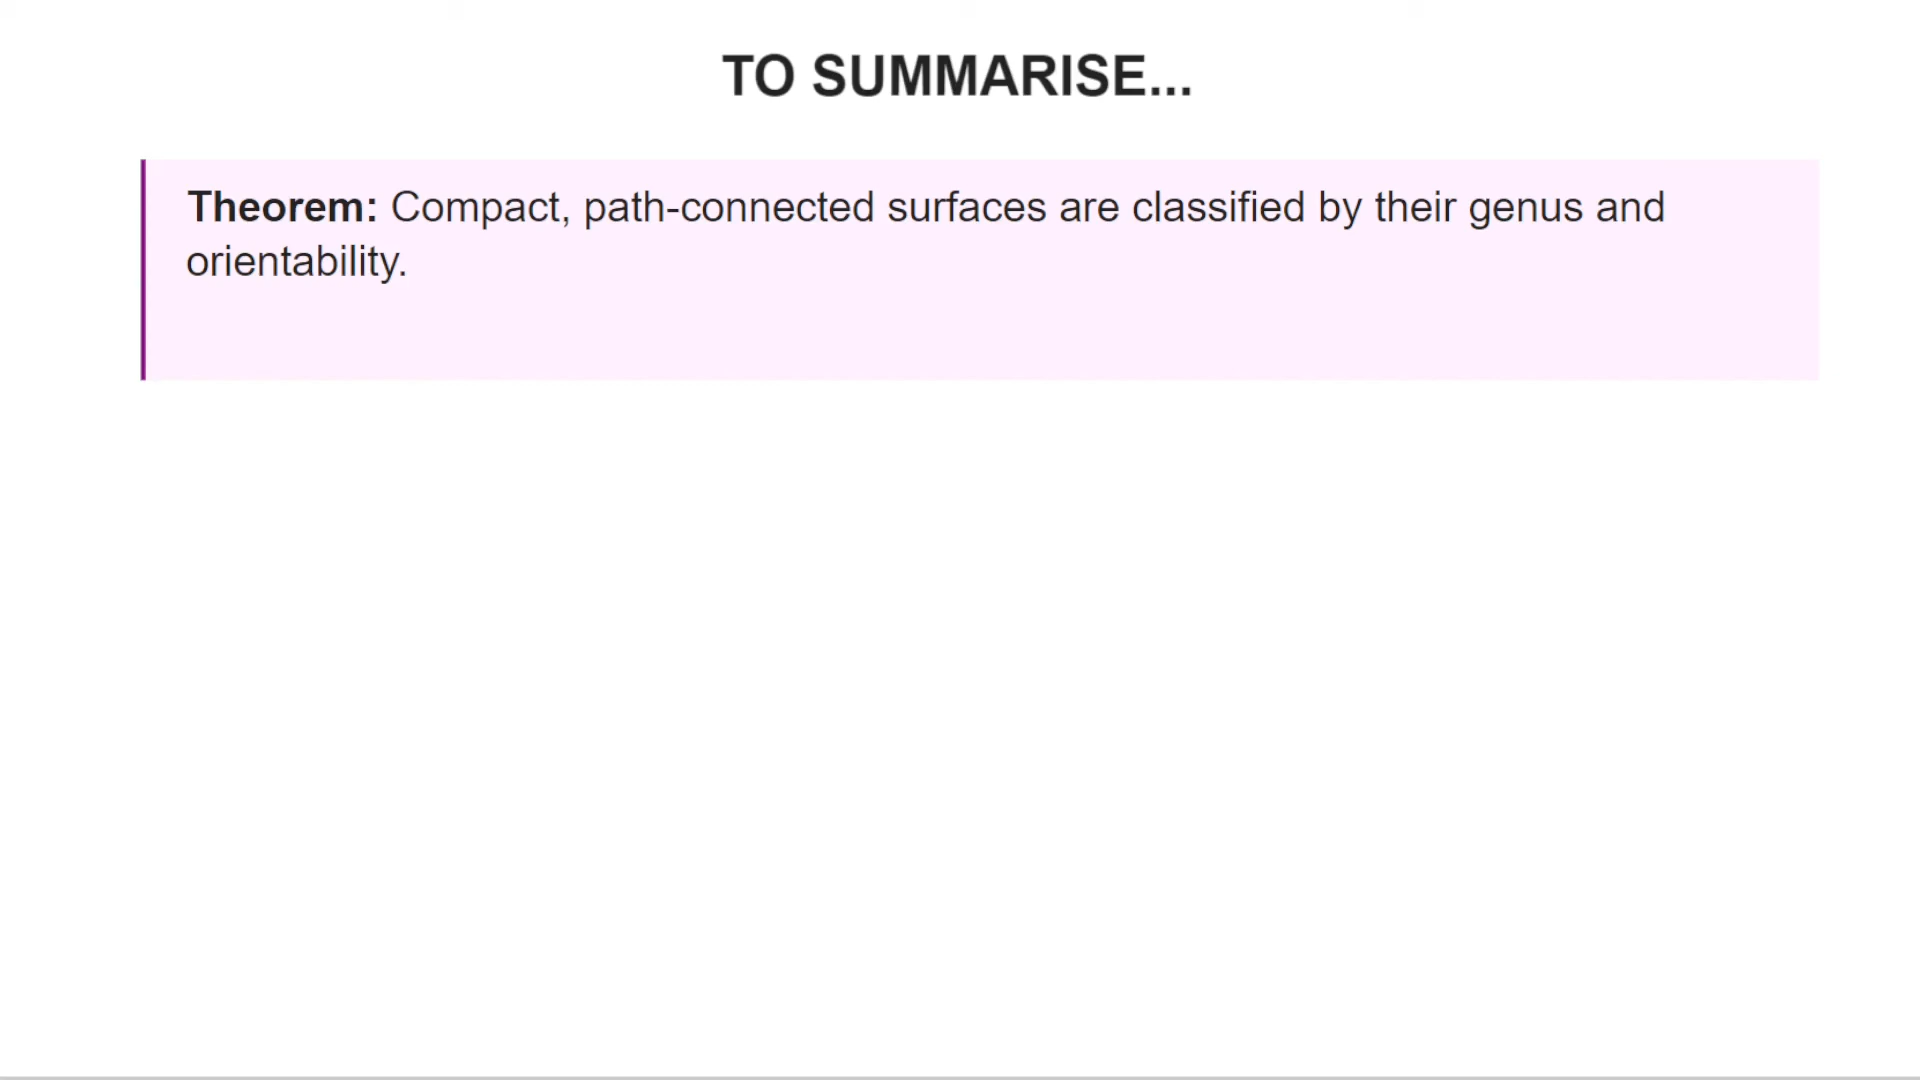 TO SUMMARISE...
Theorem: Compact, path-connected surfaces are classified by their genus and
orientability.